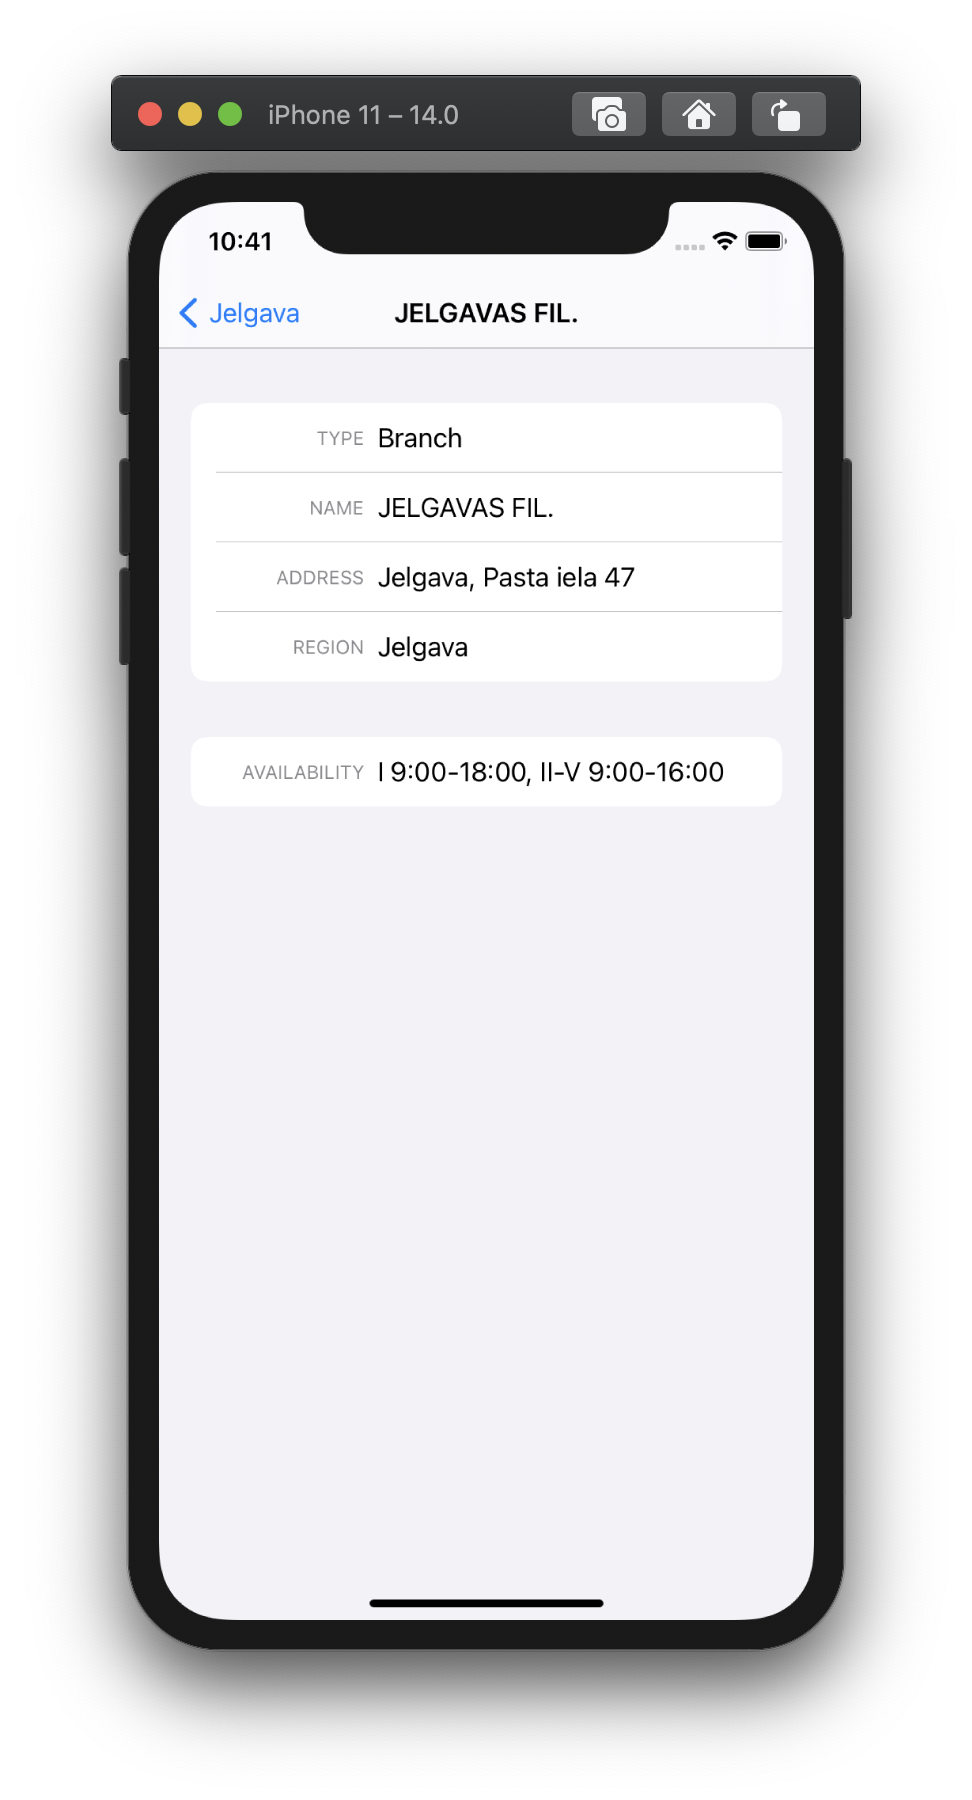 iPhone 11 – 14.0
10:41
Jelgava JELGAVAS FIL.
TYPE Branch
NAME JELGAVAS FIL.
ADDRESS Jelgava, Pasta iela 47
REGION Jelgava
AVAILABILITY I 9:00-18:00, II-V 9:00-16:00